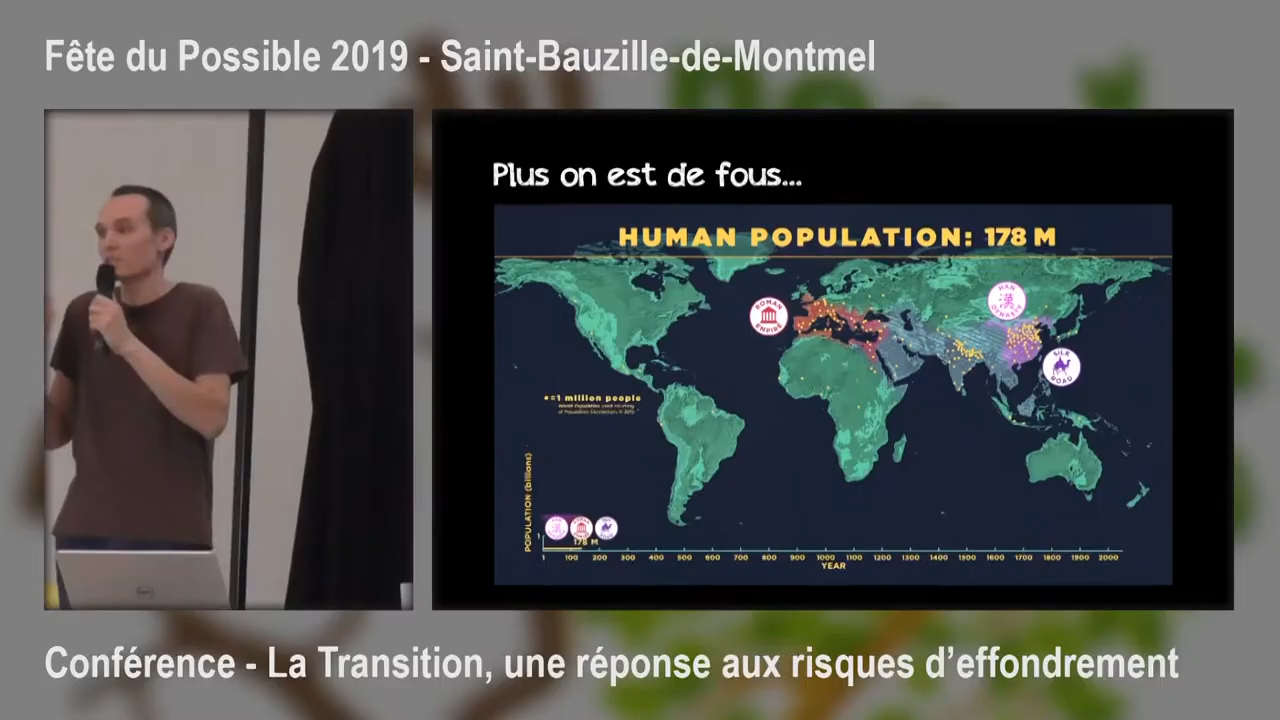 Fête du Possible 2019 - Saint-Bauzille-de-Montmel
Plus on est de fous...
HUMAN POPULATION: 178 M
HAN
漢
DYNASTY
ROMAN
EMPIRE
SILK
ROAD
=1 million people
POPULATION (billions)
1
178 M
1 100 200 300 400 500 600 700 800 900 1000 1100 1200 1300 1400 1500 1600 1700 1800 1900 2000
YEAR
Conférence - La Transition, une réponse aux risques d'effondrement